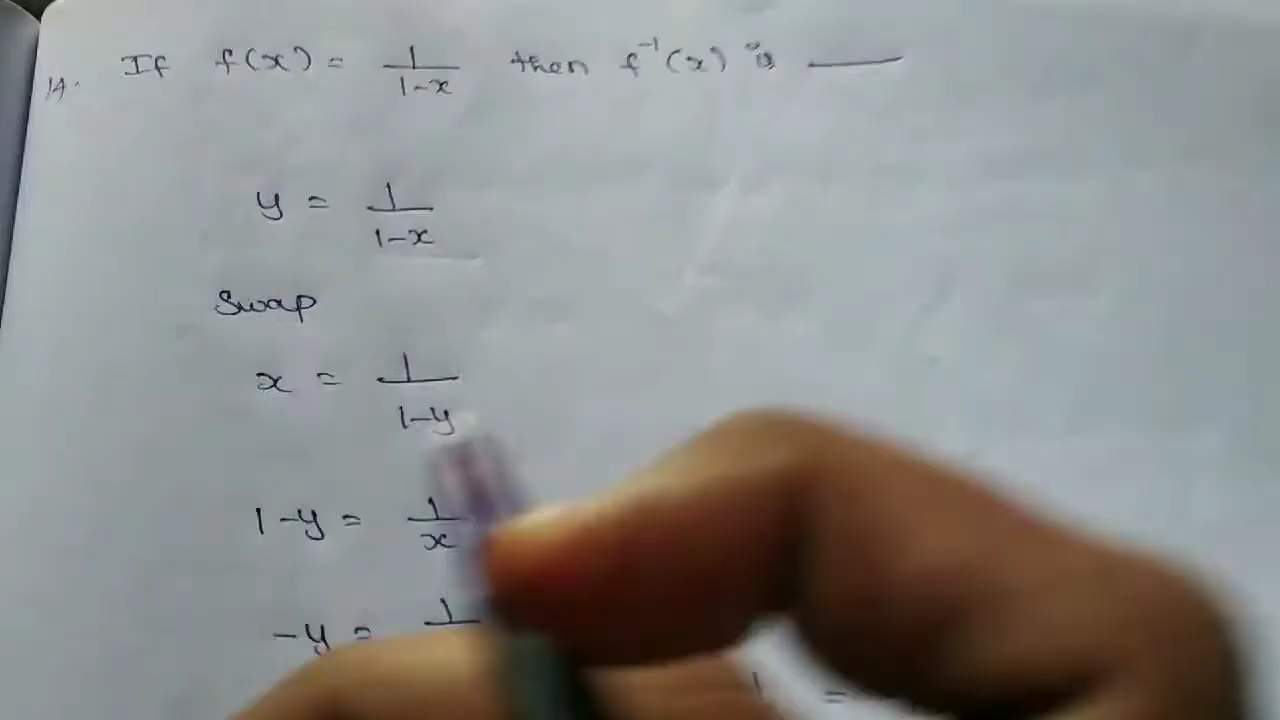 14. If f(x) = 1/(1-x) then f⁻¹(x) is ____
y = 1/(1-x)
Swap
x = 1/(1-y)
1-y = 1/x
-y = 1
=